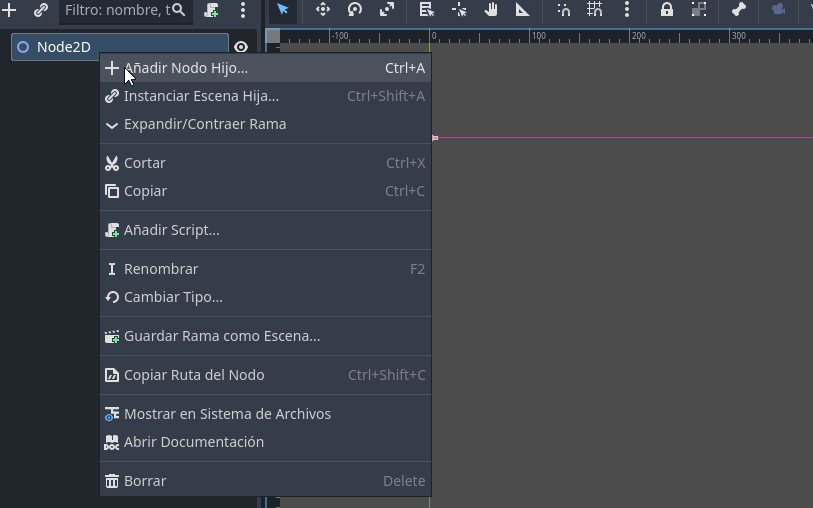 Filtro: nombre, t
Node2D
-100 0 100 200 300
Añadir Nodo Hijo... Ctrl+A
Instanciar Escena Hija... Ctrl+Shift+A
Expandir/Contraer Rama
Cortar Ctrl+X
Copiar Ctrl+C
Añadir Script...
Renombrar F2
Cambiar Tipo...
Guardar Rama como Escena...
Copiar Ruta del Nodo Ctrl+Shift+C
Mostrar en Sistema de Archivos
DOC Abrir Documentación
Borrar Delete